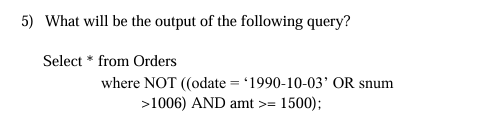 5) What will be the output of the following query?
Select * from Orders
where NOT ((odate = ‘1990-10-03’ OR snum
>1006) AND amt >= 1500);